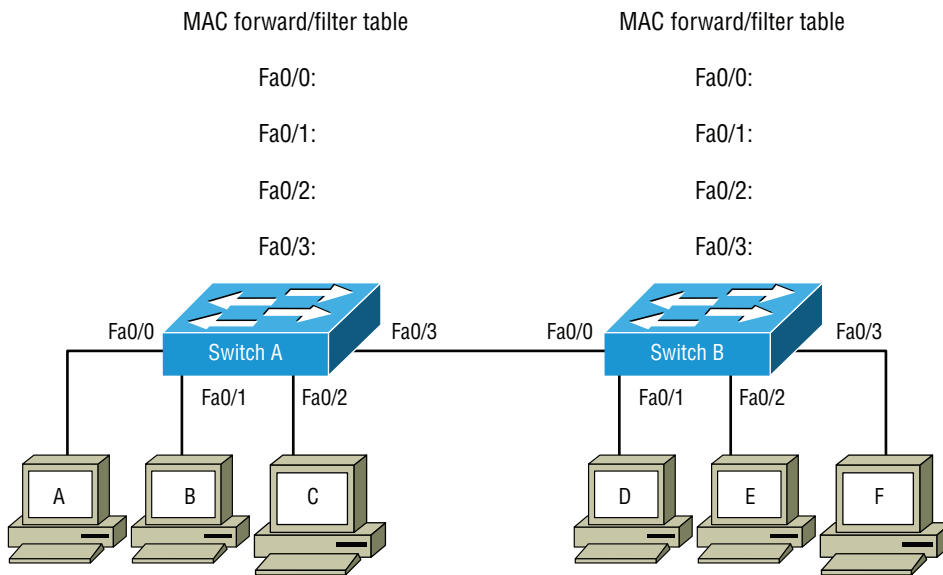 MAC forward/filter table
MAC forward/filter table
Fa0/0:
Fa0/0:
Fa0/1:
Fa0/1:
Fa0/2:
Fa0/2:
Fa0/3:
Fa0/3:
Fa0/0
Switch A
Fa0/3
Fa0/0
Switch B
Fa0/3
Fa0/1
Fa0/2
Fa0/1
Fa0/2
A
B
C
D
E
F